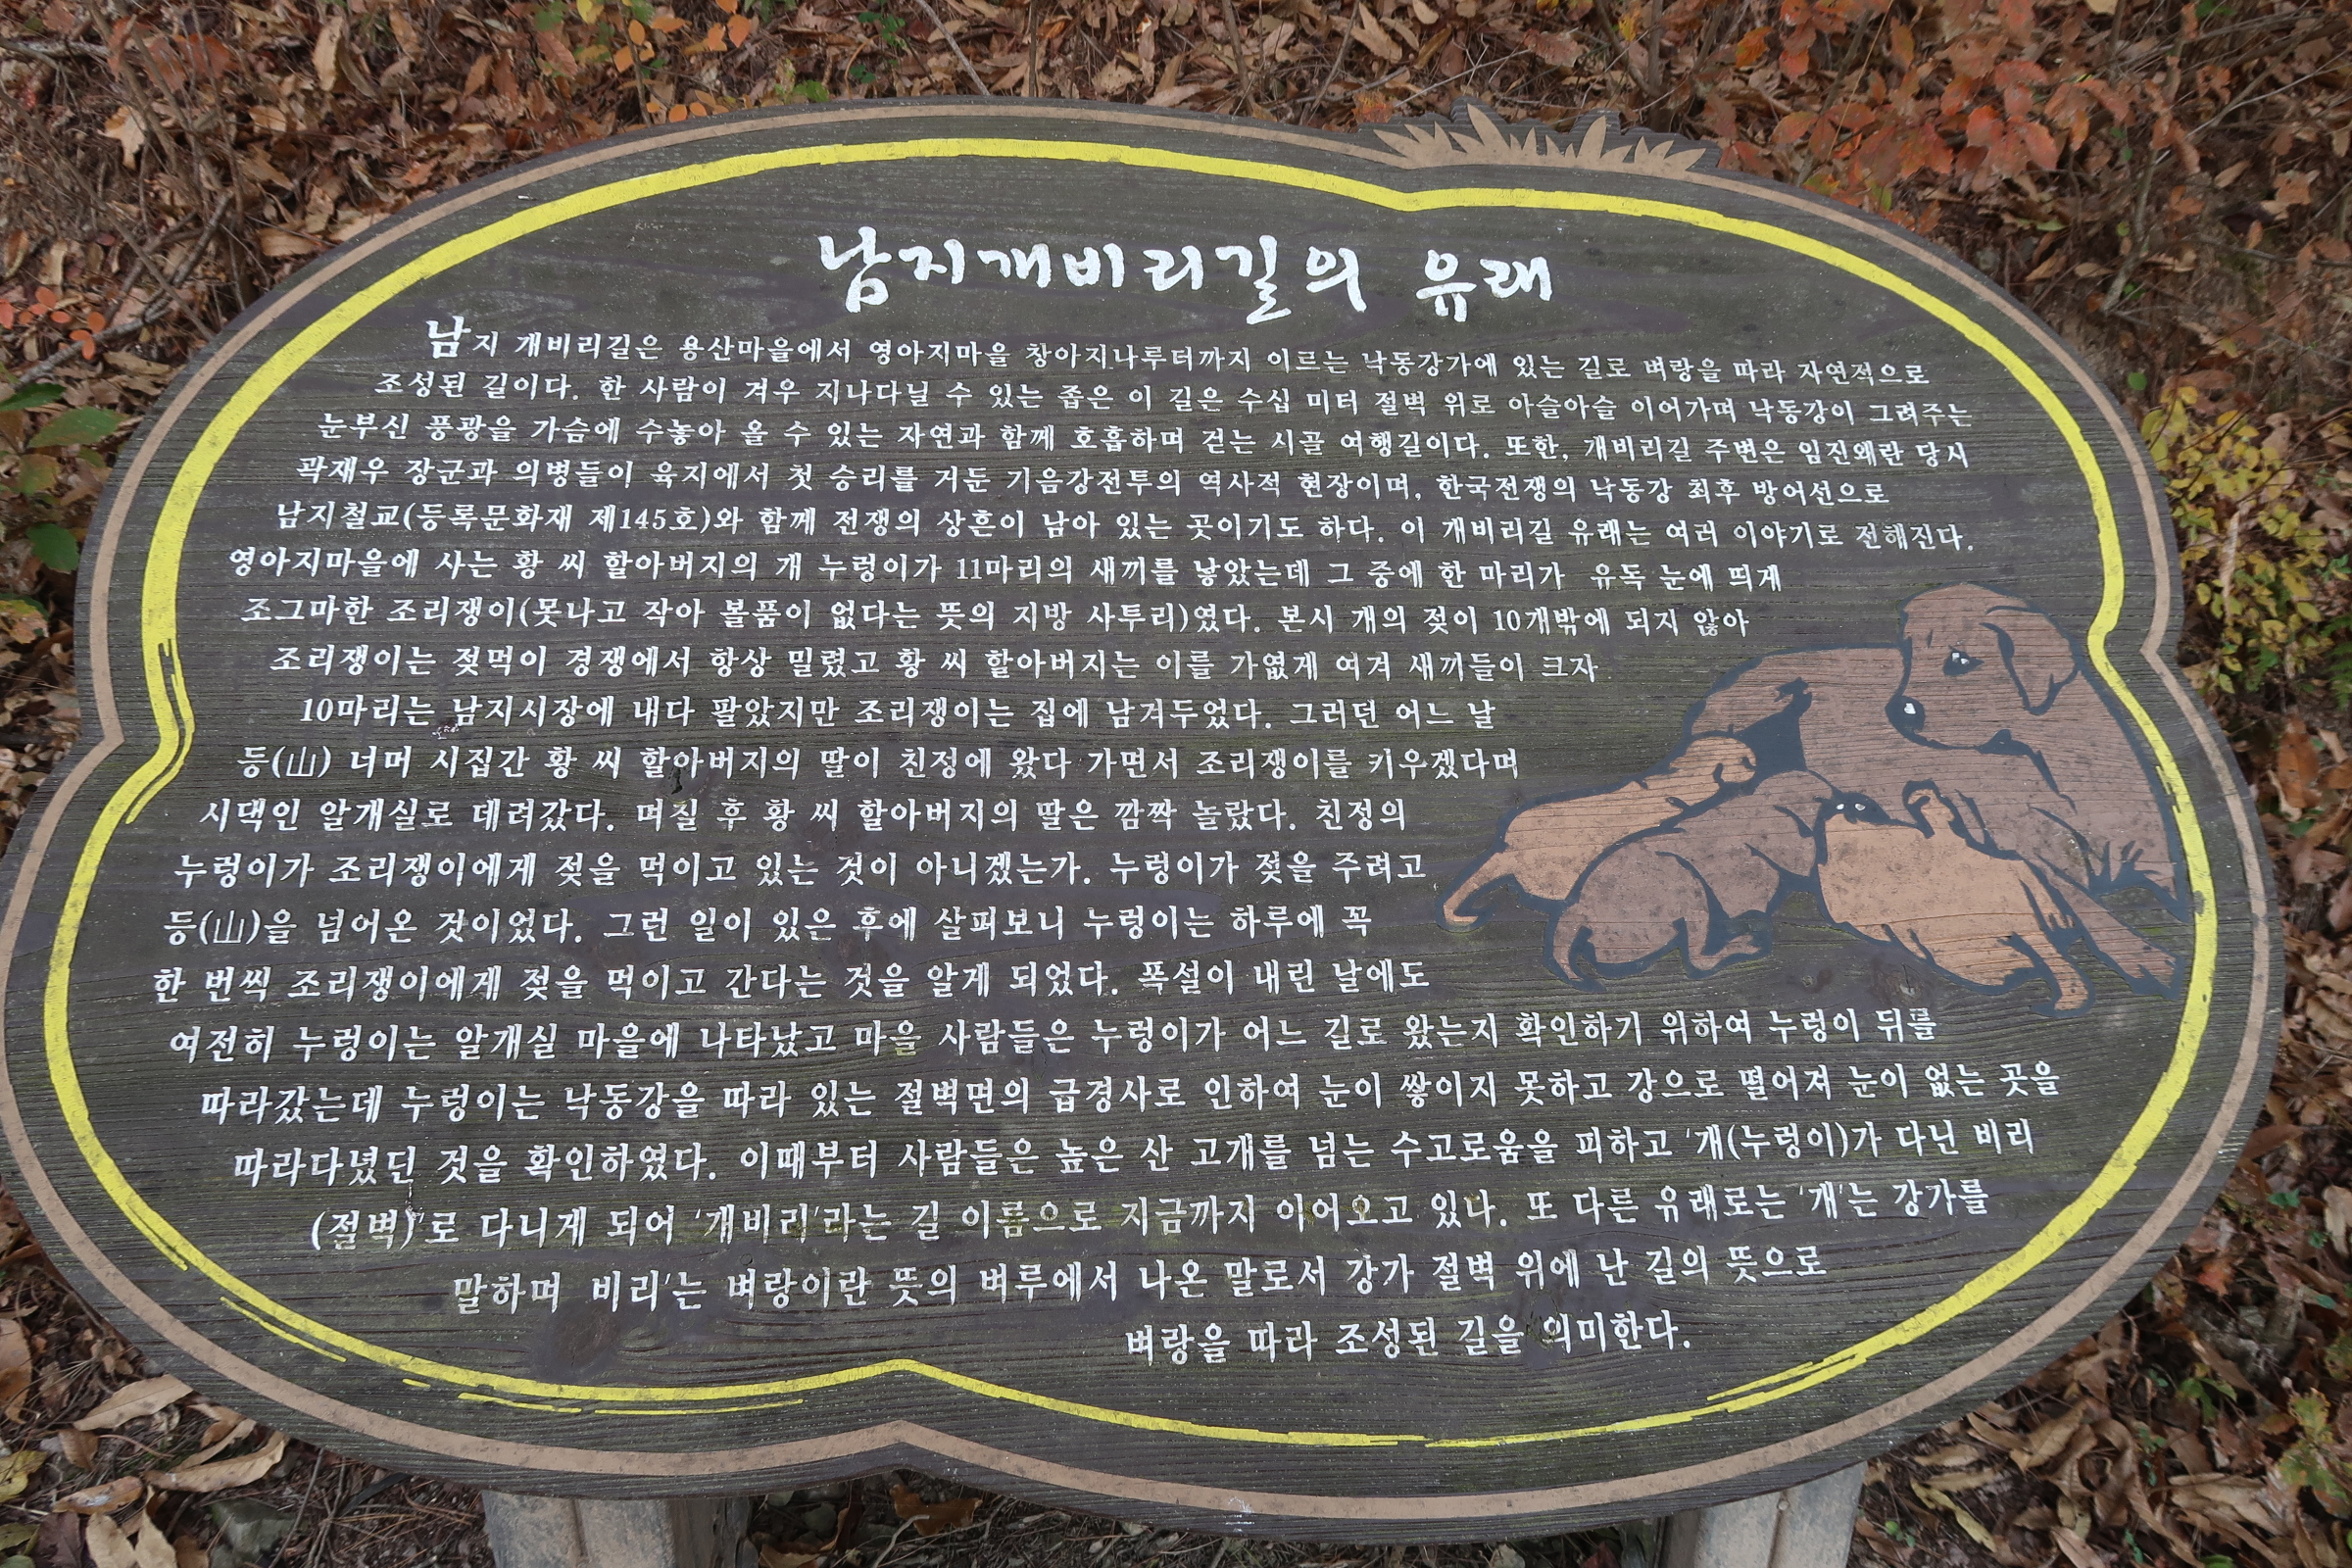 남지개비리길의 유래
남지 개비리길은 용산마을에서 영아지마을 창아지나루터까지 이르는 낙동강가에 있는 길로 벼랑을 따라 자연적으로
조성된 길이다. 한 사람이 겨우 지나다닐 수 있는 좁은 이 길은 수십 미터 절벽 위로 아슬아슬 이어가며 낙동강이 그려주는
눈부신 풍광을 가슴에 수놓아 올 수 있는 자연과 함께 호흡하며 걷는 시골 여행길이다. 또한, 개비리길 주변은 임진왜란 당시
곽재우 장군과 의병들이 육지에서 첫 승리를 거둔 기음강전투의 역사적 현장이며, 한국전쟁의 낙동강 최후 방어선으로
남지철교(등록문화재 제145호)와 함께 전쟁의 상흔이 남아 있는 곳이기도 하다. 이 개비리길 유래는 여러 이야기로 전해진다.
영아지마을에 사는 황 씨 할아버지의 개 누렁이가 11마리의 새끼를 낳았는데 그 중에 한 마리가 유독 눈에 띄게
조그마한 조리쟁이(못나고 작아 볼품이 없다는 뜻의 지방 사투리)였다. 본시 개의 젖이 10개밖에 되지 않아
조리쟁이는 젖먹이 경쟁에서 항상 밀렸고 황 씨 할아버지는 이를 가엾게 여겨 새끼들이 크자
10마리는 남지시장에 내다 팔았지만 조리쟁이는 집에 남겨두었다. 그러던 어느 날
등(山) 너머 시집간 황 씨 할아버지의 딸이 친정에 왔다 가면서 조리쟁이를 키우겠다며
시댁인 알개실로 데려갔다. 며칠 후 황 씨 할아버지의 딸은 깜짝 놀랐다. 친정의
누렁이가 조리쟁이에게 젖을 먹이고 있는 것이 아니겠는가. 누렁이가 젖을 주려고
등(山)을 넘어온 것이었다. 그런 일이 있은 후에 살펴보니 누렁이는 하루에 꼭
한 번씩 조리쟁이에게 젖을 먹이고 간다는 것을 알게 되었다. 폭설이 내린 날에도
여전히 누렁이는 알개실 마을에 나타났고 마을 사람들은 누렁이가 어느 길로 왔는지 확인하기 위하여 누렁이 뒤를
따라갔는데 누렁이는 낙동강을 따라 있는 절벽면의 급경사로 인하여 눈이 쌓이지 못하고 강으로 떨어져 눈이 없는 곳을
따라다녔던 것을 확인하였다. 이때부터 사람들은 높은 산 고개를 넘는 수고로움을 피하고 '개(누렁이)가 다닌 비리
(절벽)'로 다니게 되어 '개비리'라는 길 이름으로 지금까지 이어오고 있다. 또 다른 유래로는 '개'는 강가를
말하며 비리'는 벼랑이란 뜻의 벼루에서 나온 말로서 강가 절벽 위에 난 길의 뜻으로
벼랑을 따라 조성된 길을 의미한다.